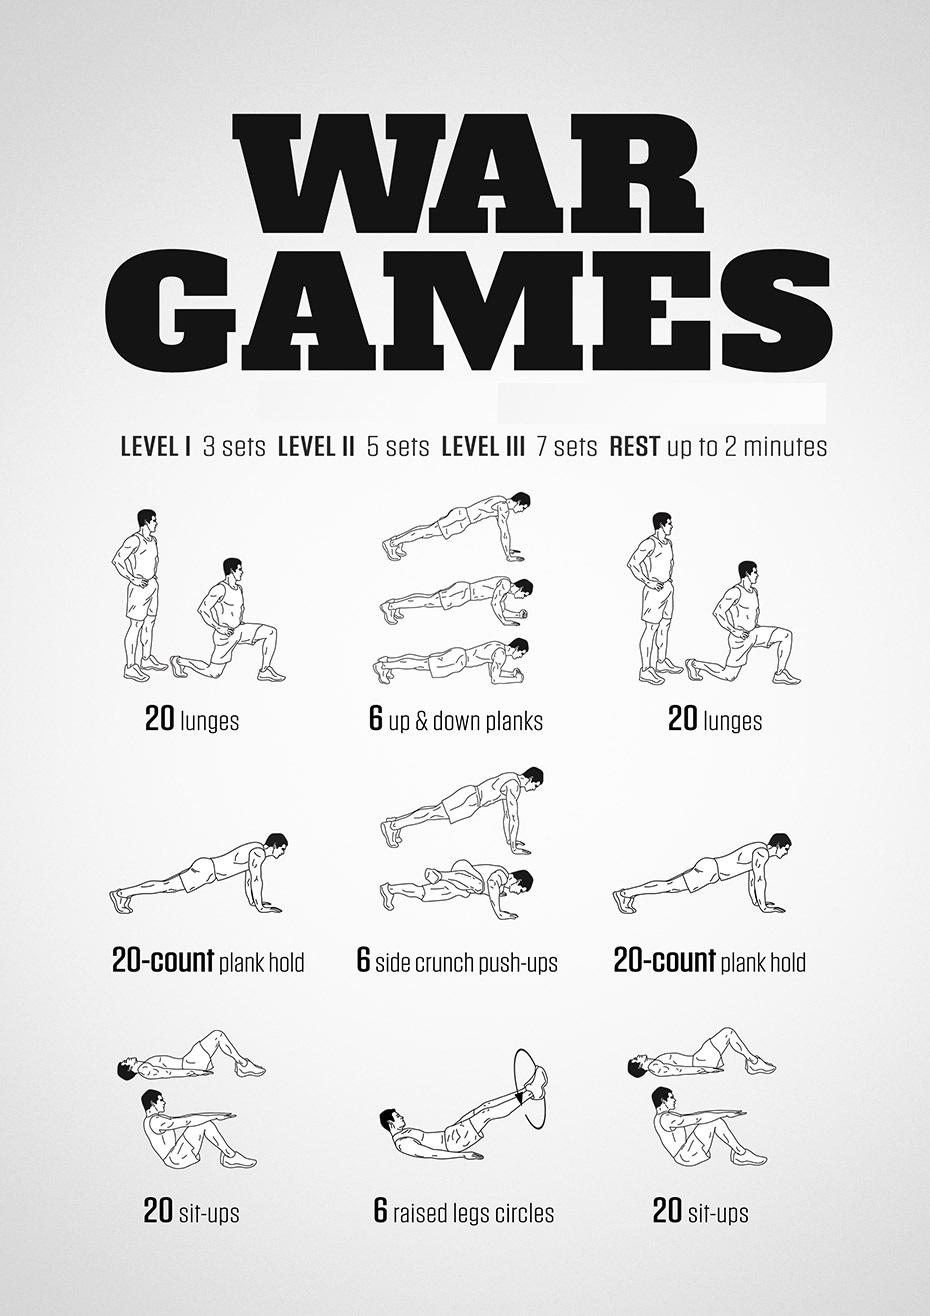 WAR
GAMES
LEVEL I 3 sets LEVEL II 5 sets LEVEL III 7 sets REST up to 2 minutes
20 lunges
6 up & down planks
20 lunges
20-count plank hold
6 side crunch push-ups
20-count plank hold
20 sit-ups
6 raised legs circles
20 sit-ups